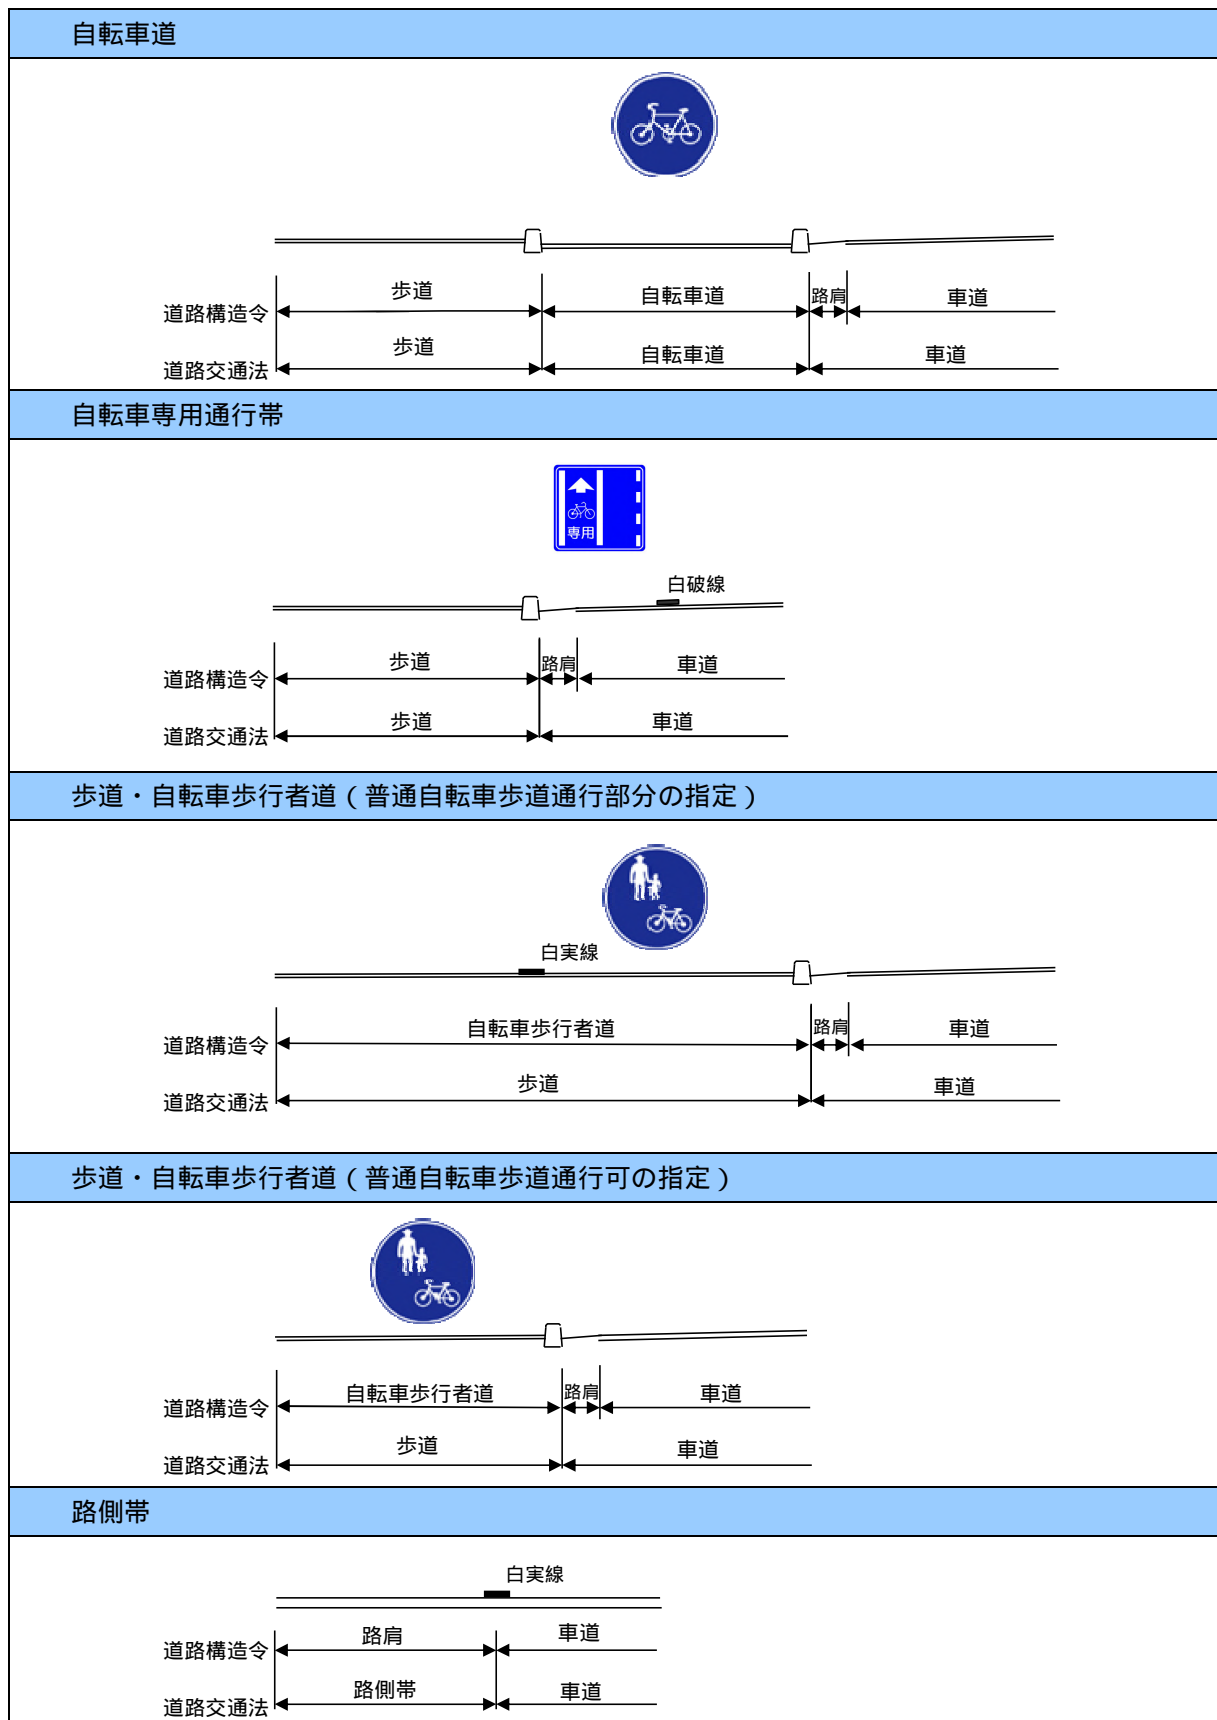 自転車道
道路構造令 歩道 自転車道 路肩 車道
道路交通法 歩道 自転車道 車道
自転車専用通行帯
専用
白破線
道路構造令 歩道 路肩 車道
道路交通法 歩道 車道
歩道・自転車歩行者道（普通自転車歩道通行部分の指定）
白実線
道路構造令 自転車歩行者道 路肩 車道
道路交通法 歩道 車道
歩道・自転車歩行者道（普通自転車歩道通行可の指定）
道路構造令 自転車歩行者道 路肩 車道
道路交通法 歩道 車道
路側帯
白実線
道路構造令 路肩 車道
道路交通法 路側帯 車道